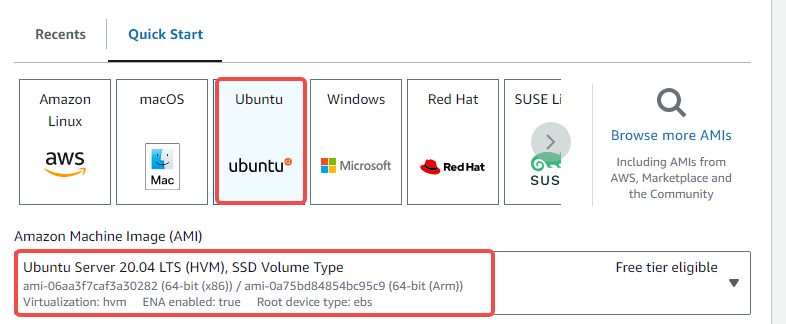 Recents
Quick Start
Amazon
Linux
aws
macOS
Mac
Ubuntu
ubuntu
Windows
Microsoft
Red Hat
Red Hat
SUSE Li
SUS
Browse more AMIs
Including AMIs from
AWS, Marketplace and
the Community
Amazon Machine Image (AMI)
Ubuntu Server 20.04 LTS (HVM), SSD Volume Type
Free tier eligible
ami-06aa3f7caf3a30282 (64-bit (x86)) / ami-0a75bd84854bc95c9 (64-bit (Arm))
Virtualization: hvm ENA enabled: true Root device type: ebs